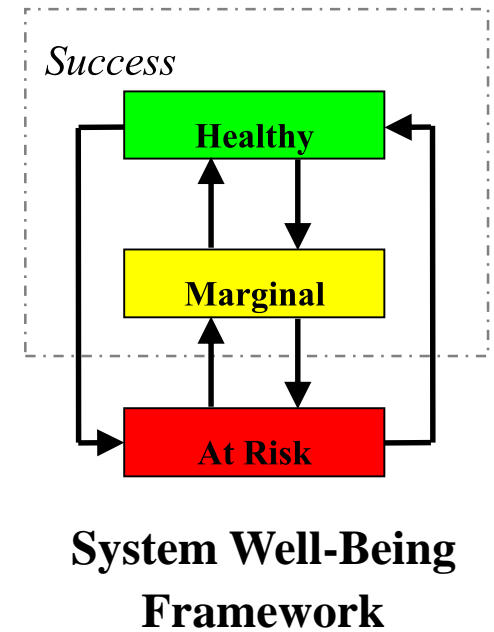 Success
Healthy
Marginal
At Risk
System Well-Being
Framework